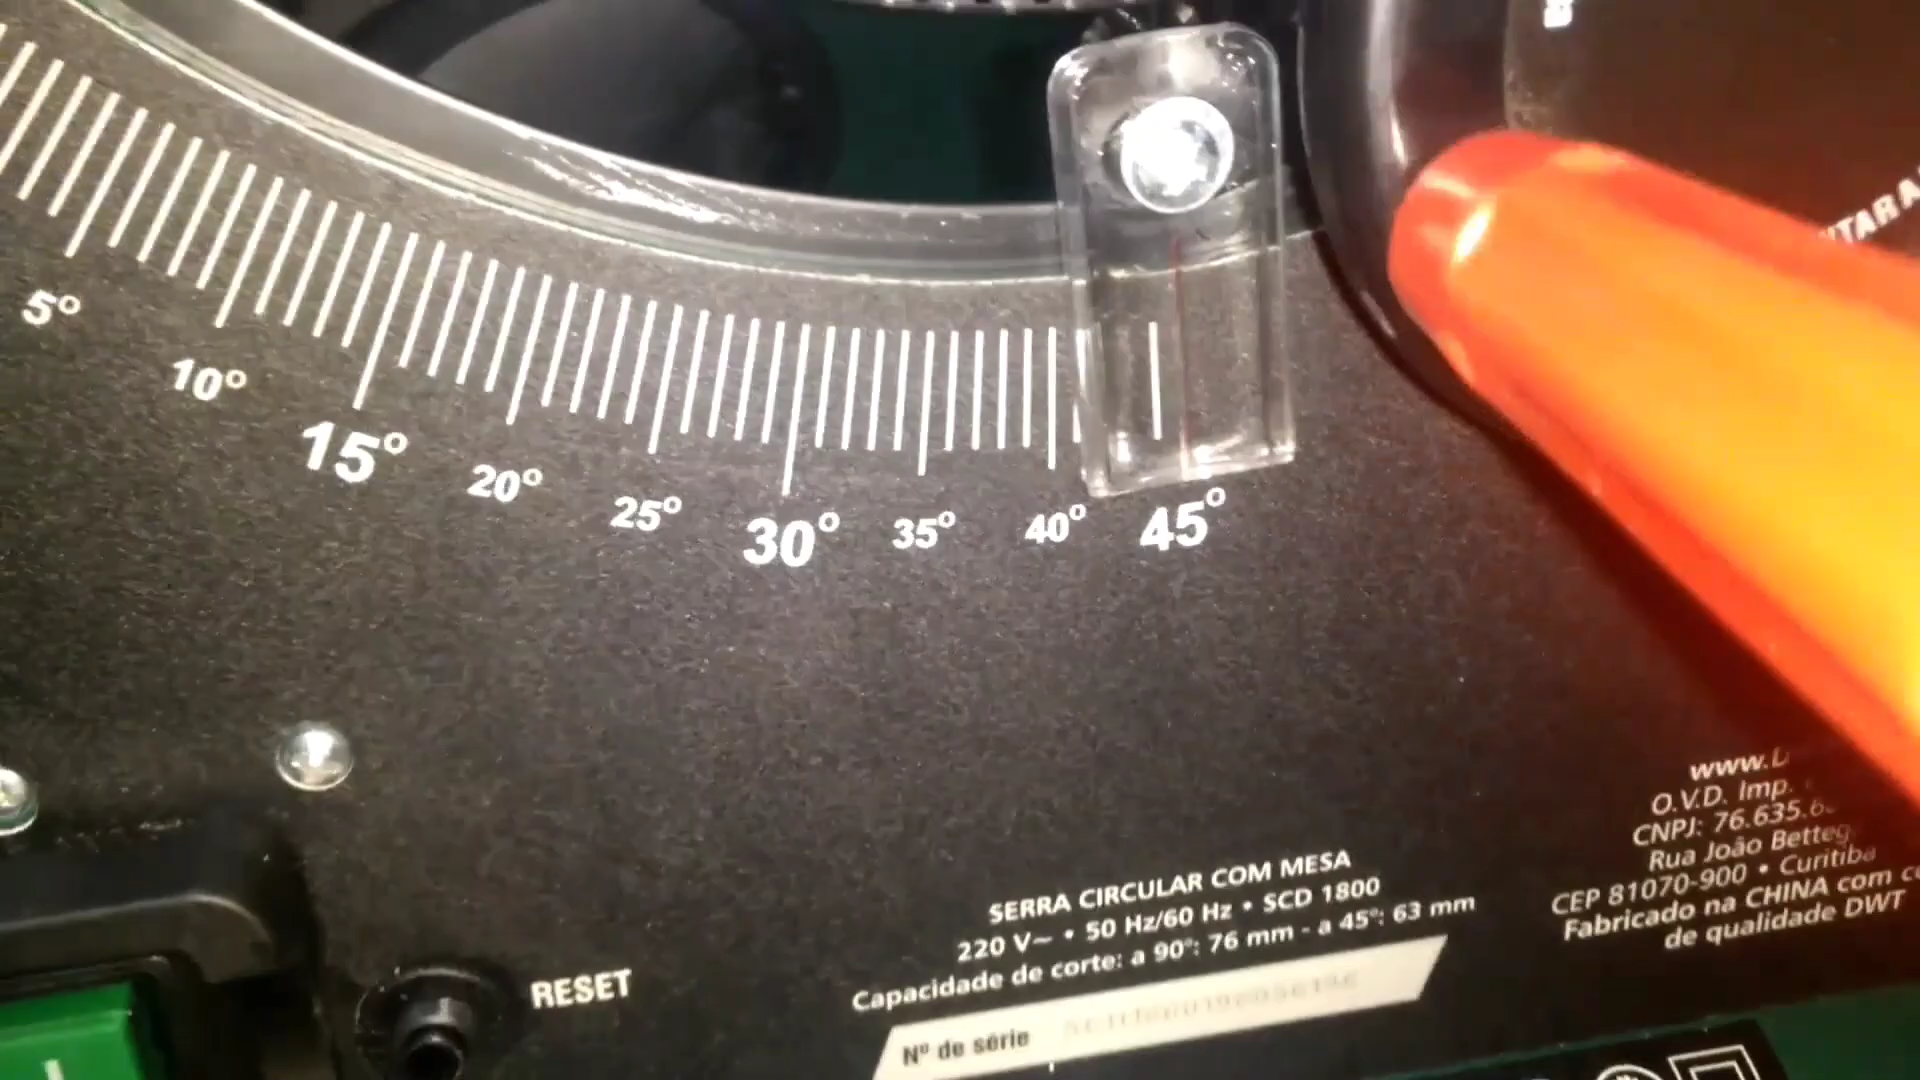 5°
10°
15°
20°
25°
30°
35°
40°
45°
RESET
SERRA CIRCULAR COM MESA
220 V~ • 50 Hz/60 Hz • SCD 1800
Capacidade de corte: a 90°: 76 mm - a 45°: 63 mm
Nº de série
www.
O.V.D. Imp.
CNPJ: 76.635.6
Rua João Betteg
CEP 81070-900 • Curitiba
Fabricado na CHINA com
de qualidade DWT